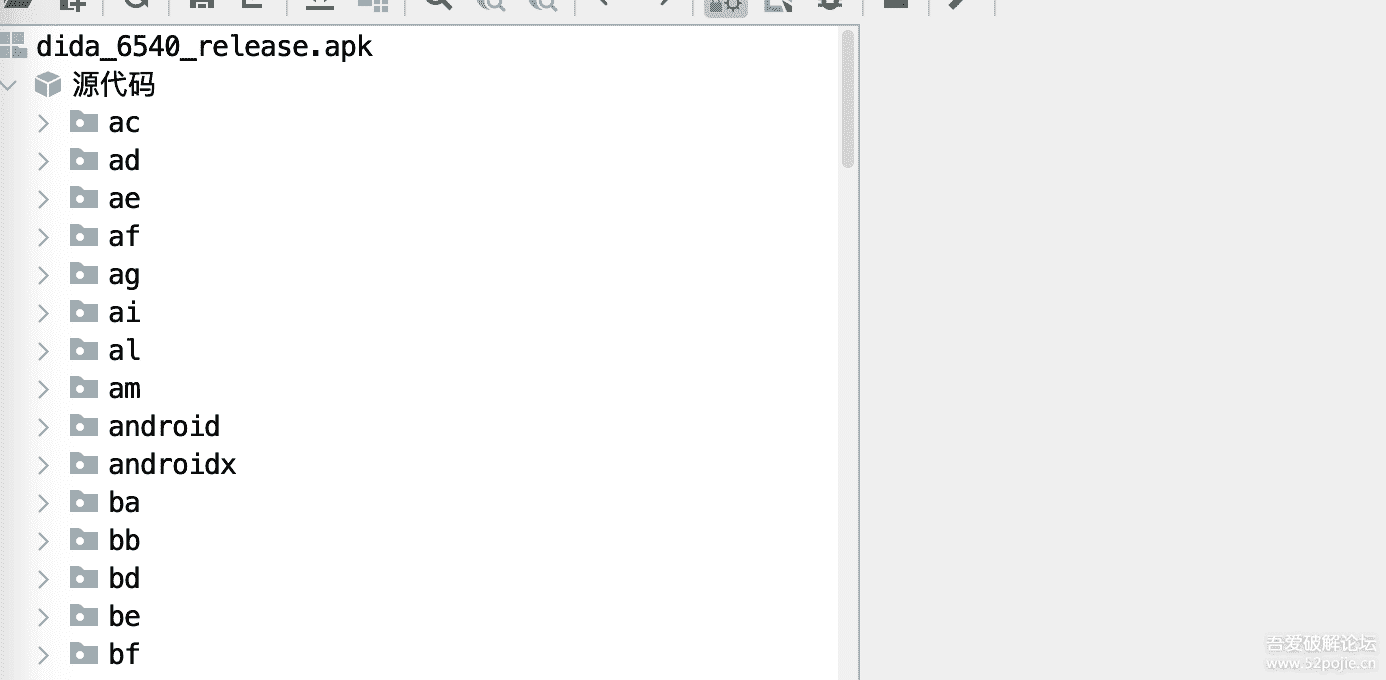 dida_6540_release.apk
源代码
ac
ad
ae
af
ag
ai
al
am
android
androidx
ba
bb
bd
be
bf
吾爱破解论坛
www.52pojie.cn